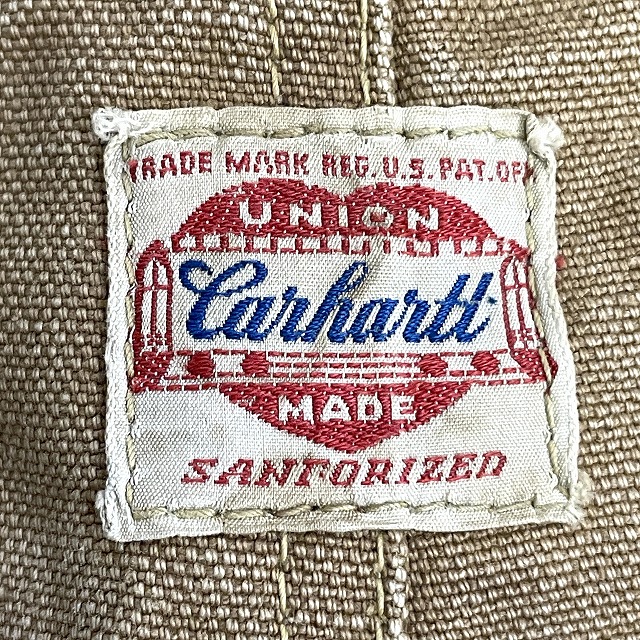 TRADE MARK REG. U.S. PAT. OFF
UNION
Carhartt
MADE
SANFORIZED